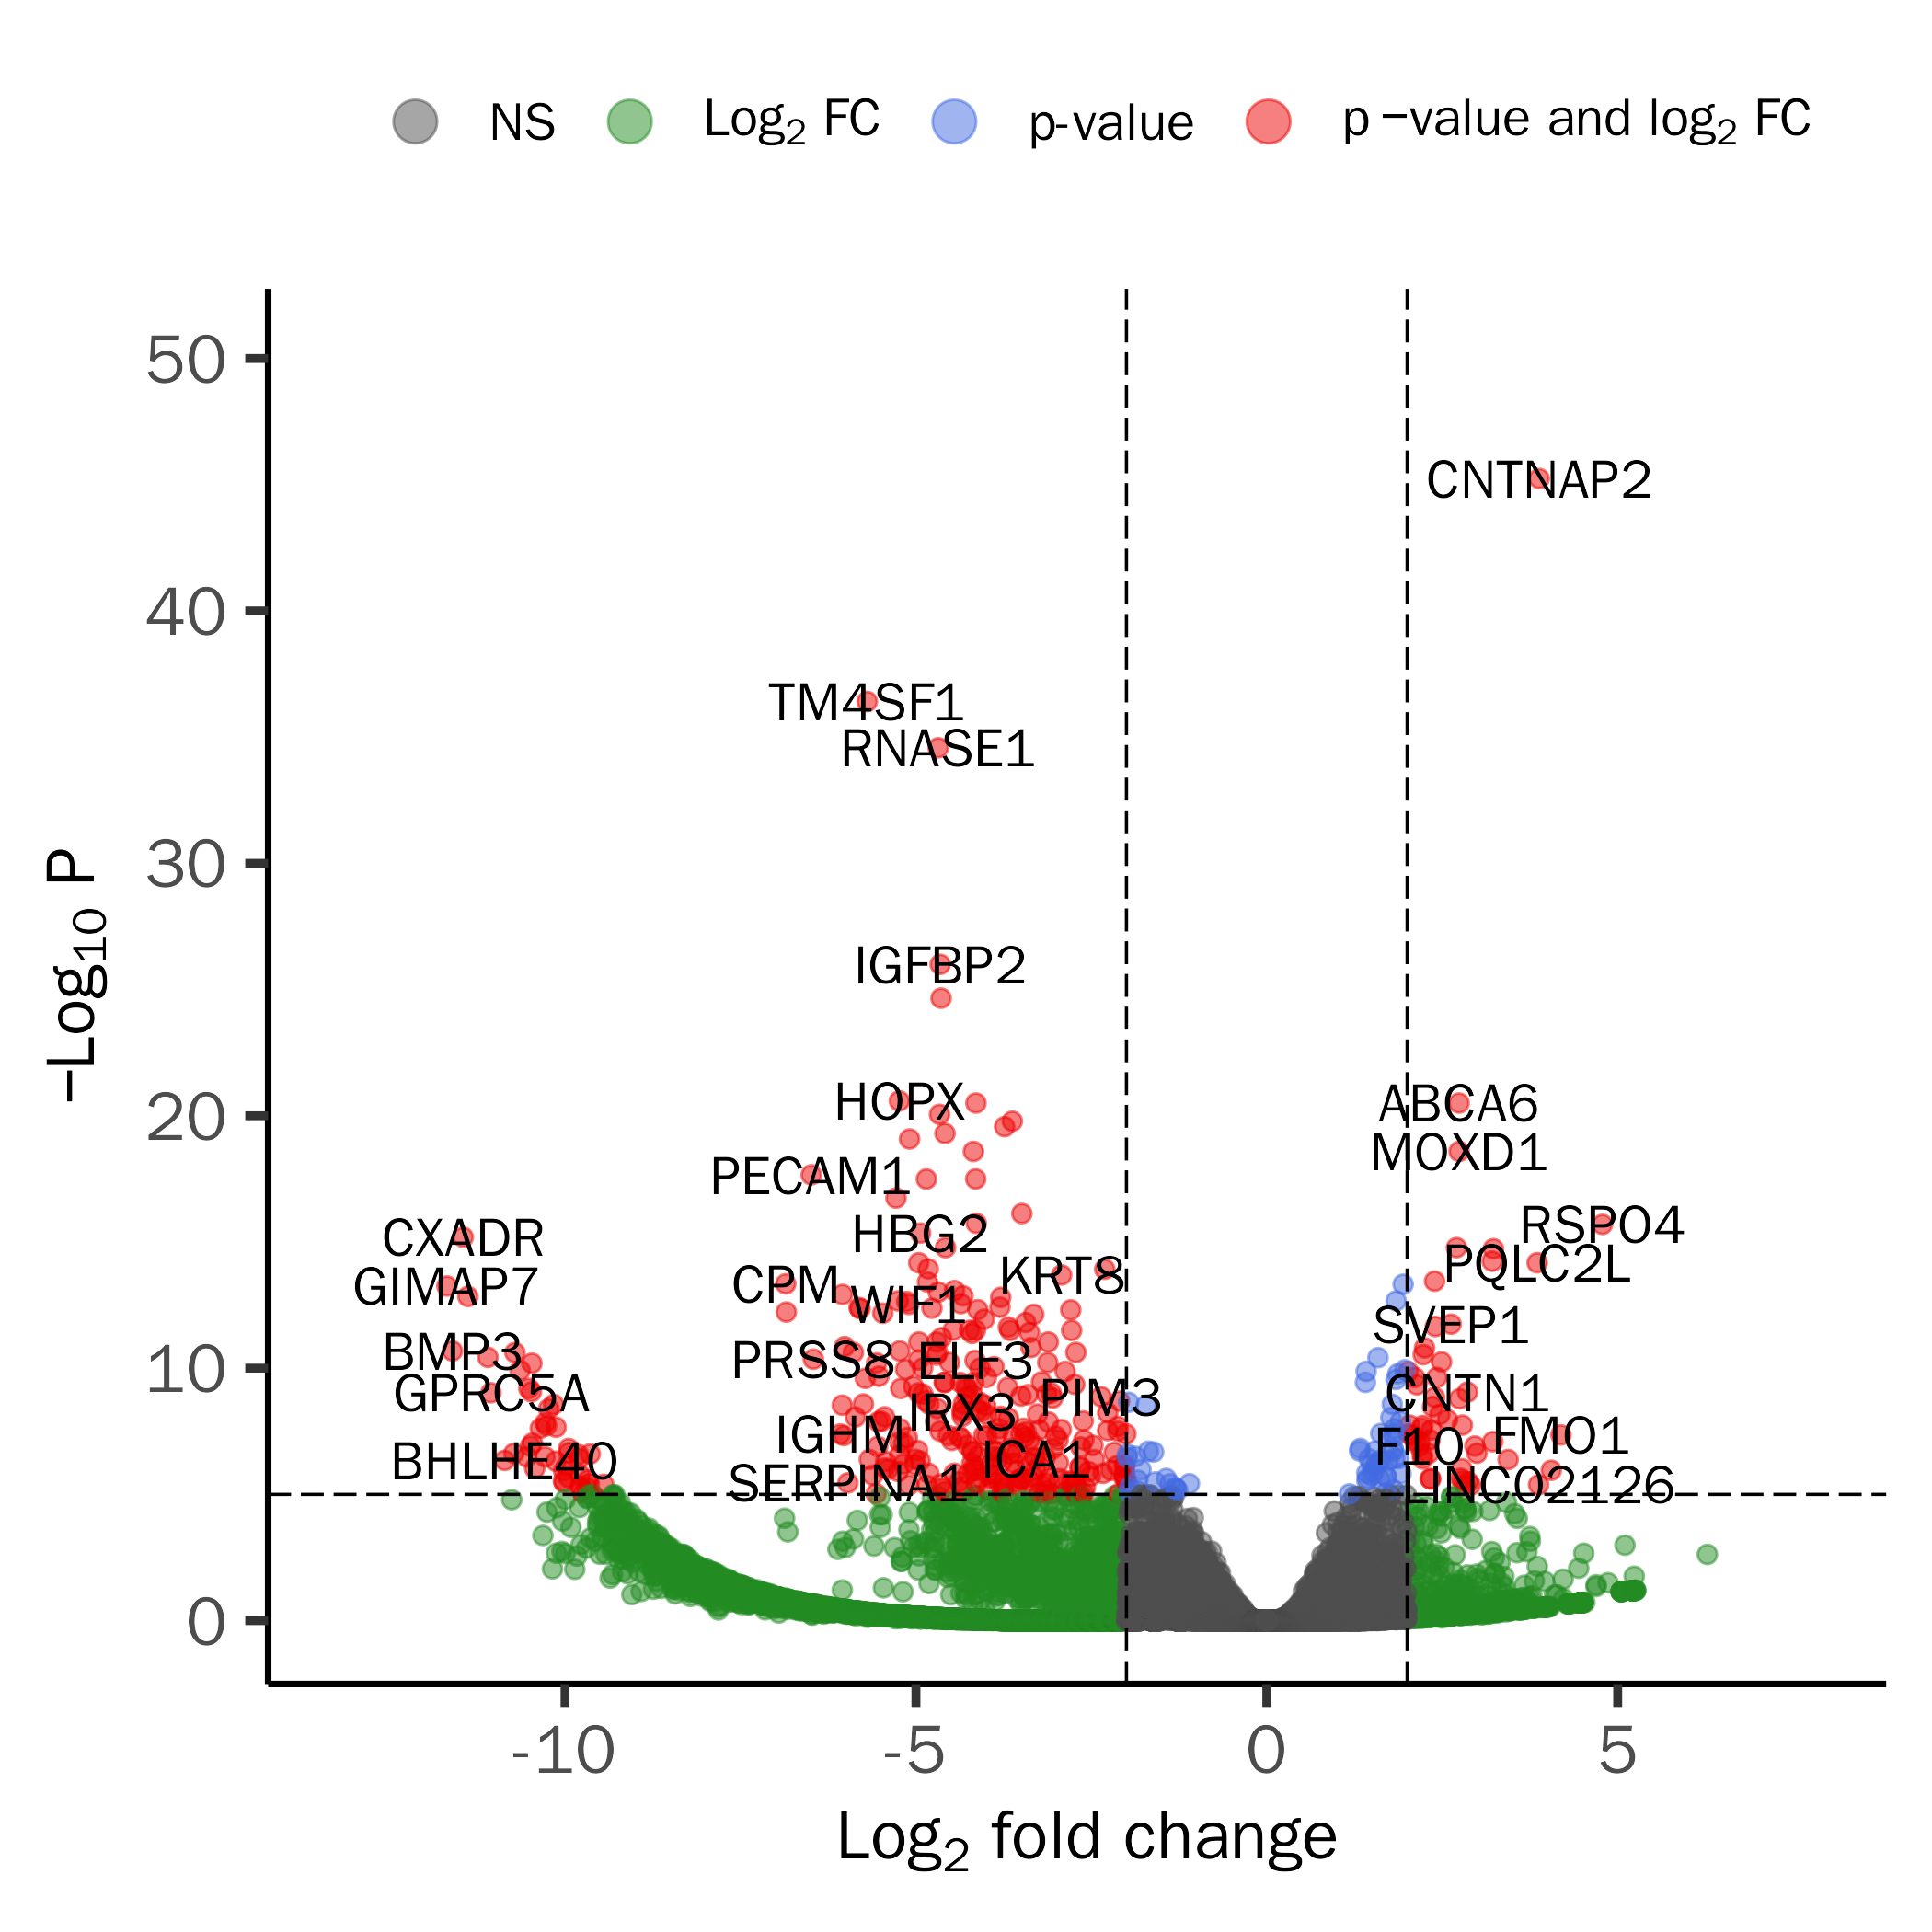 NS Log2 FC p-value p −value and log2 FC
50
CNTNAP2
40
TM4SF1
RNASE1
−Log10 P
30
IGFBP2
20
HOPX
ABCA6
MOXD1
PECAM1
RSPO4
CXADR
HBG2
PQLC2L
GIMAP7
CPM
KRT8
WIF1
SVEP1
10
BMP3
PRSS8
ELF3
GPRC5A
PIM3
CNTN1
IRX3
IGHM
FMO1
F10
BHLHE40
ICA1
SERPINA1
LINC02126
0
-10 -5 0 5
Log2 fold change